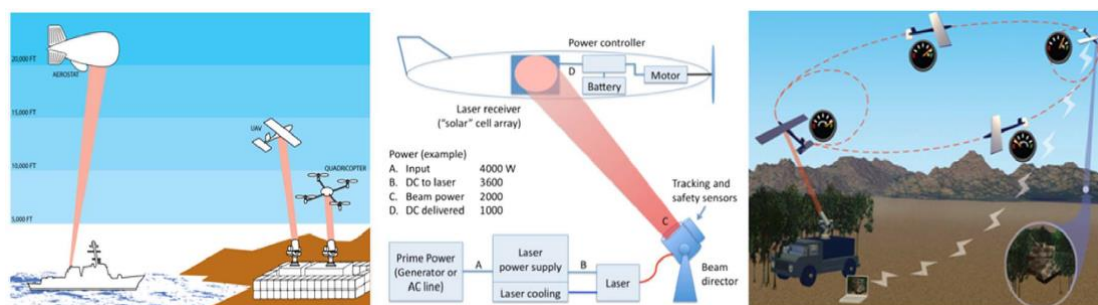 20,000 FT
AEROSTAT
15,000 FT
UAV
10,000 FT
QUADRICOPTER
5,000 FT
Power controller
D
Battery
Motor
Laser receiver
("solar" cell array)
Power (example)
A. Input 4000 W
B. DC to laser 3600
C. Beam power 2000
D. DC delivered 1000
Tracking and
safety sensors
C
Prime Power
(Generator or
AC line)
A
Laser
power supply
B
Laser cooling
Laser
Beam
director